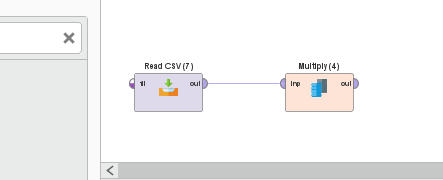 Read CSV (7)
Multiply (4)
fil
out
inp
out